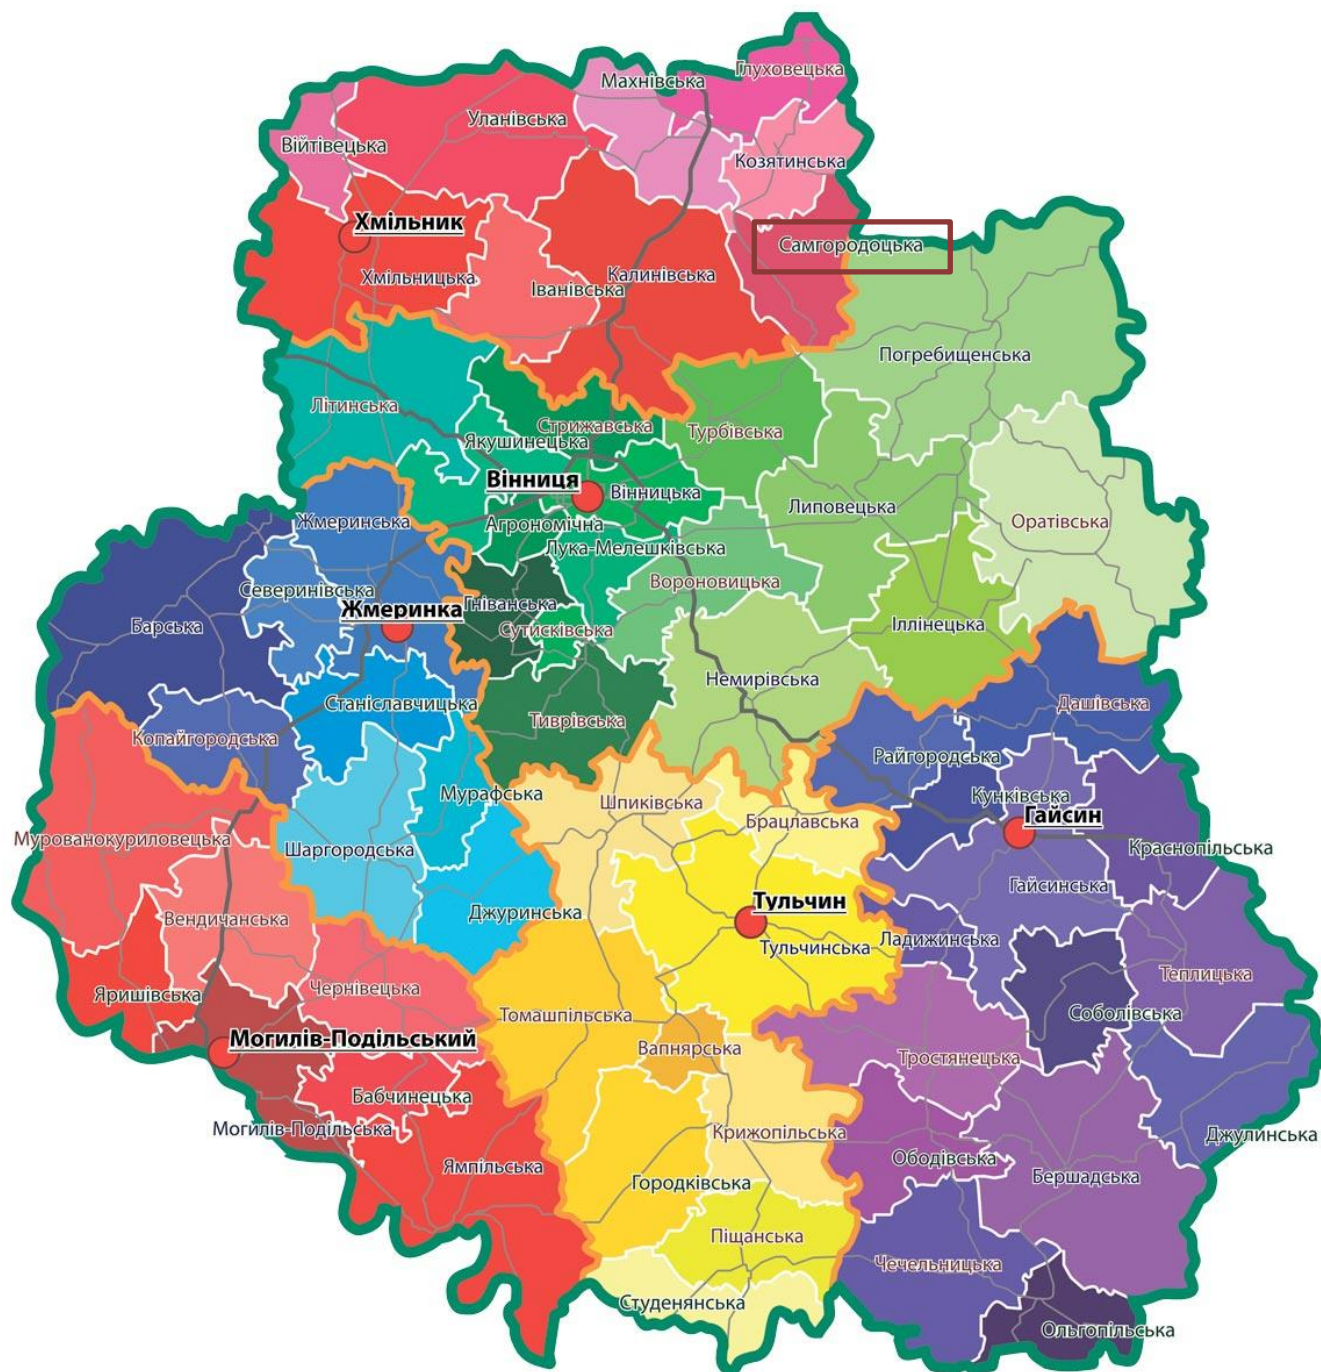 Глуховецька
Махнівська
Уланівська
Війтівецька
Козятинська
Хмільник
Самгородоцька
Хмільницька
Калинівська
Іванівська
Погребищенська
Літинська
Стрижавська
Турбівська
Якушинецька
Вінниця
Вінницька
Липовецька
Оратівська
Жмеринська
Агрономічна
Лука-Мелешківська
Вороновицька
Северинівська
Гніванська
Жмеринка
Барська
Сутисківська
Іллінецька
Немирівська
Станіславчицька
Дашівська
Тиврівська
Копайгородська
Райгородська
Мурафська
Кунківська
Шпиківська
Брацлавська
Гайсин
Мурованокуриловецька
Шаргородська
Краснопільська
Гайсинська
Джуринська
Тульчин
Вендичанська
Тульчинська
Ладижинська
Теплицька
Яришівська
Чернівецька
Томашпільська
Соболівська
Могилів-Подільський
Вапнярська
Тростянецька
Бабчинецька
Могилів-Подільська
Крижопільська
Джулинська
Ободівська
Ямпільська
Бершадська
Городківська
Піщанська
Чечельницька
Студенянська
Ольгопільська